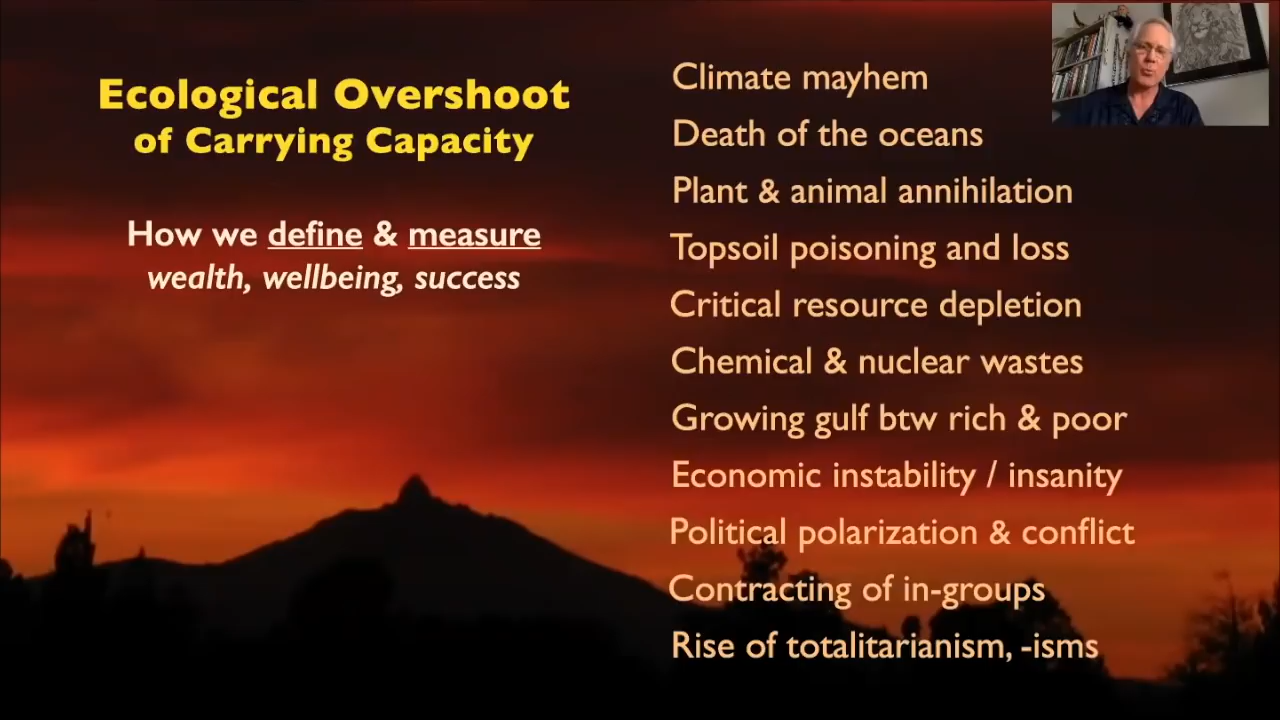 Ecological Overshoot
of Carrying Capacity
How we define & measure
wealth, wellbeing, success
Climate mayhem
Death of the oceans
Plant & animal annihilation
Topsoil poisoning and loss
Critical resource depletion
Chemical & nuclear wastes
Growing gulf btw rich & poor
Economic instability / insanity
Political polarization & conflict
Contracting of in-groups
Rise of totalitarianism, -isms